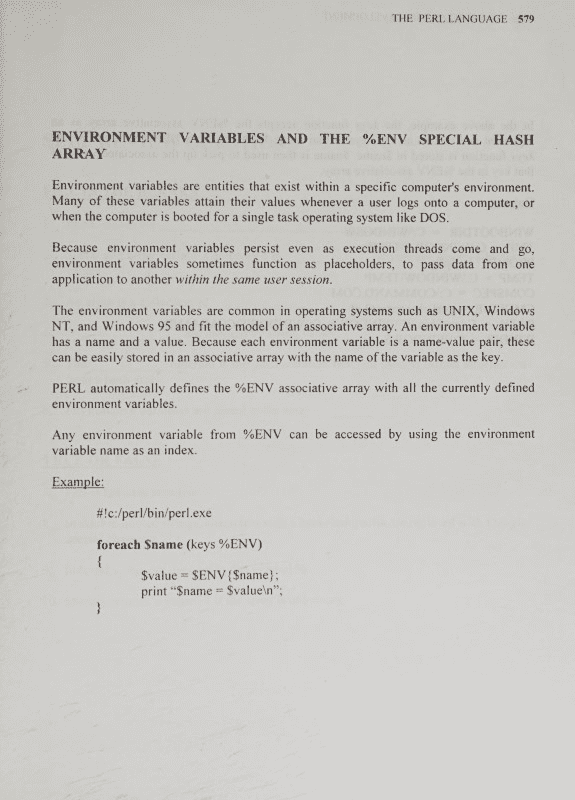 THE PERL LANGUAGE 579
ENVIRONMENT VARIABLES AND THE %ENV SPECIAL HASH
ARRAY
Environment variables are entities that exist within a specific computer's environment.
Many of these variables attain their values whenever a user logs onto a computer, or
when the computer is booted for a single task operating system like DOS.
Because environment variables persist even as execution threads come and go,
environment variables sometimes function as placeholders, to pass data from one
application to another within the same user session.
The environment variables are common in operating systems such as UNIX, Windows
NT, and Windows 95 and fit the model of an associative array. An environment variable
has a name and a value. Because each environment variable is a name-value pair, these
can be easily stored in an associative array with the name of the variable as the key.
PERL automatically defines the %ENV associative array with all the currently defined
environment variables.
Any environment variable from %ENV can be accessed by using the environment
variable name as an index.
Example:
#!c:/perl/bin/perl.exe
foreach $name (keys %ENV)
{
$value = $ENV{$name};
print “$name = $value\n”;
}